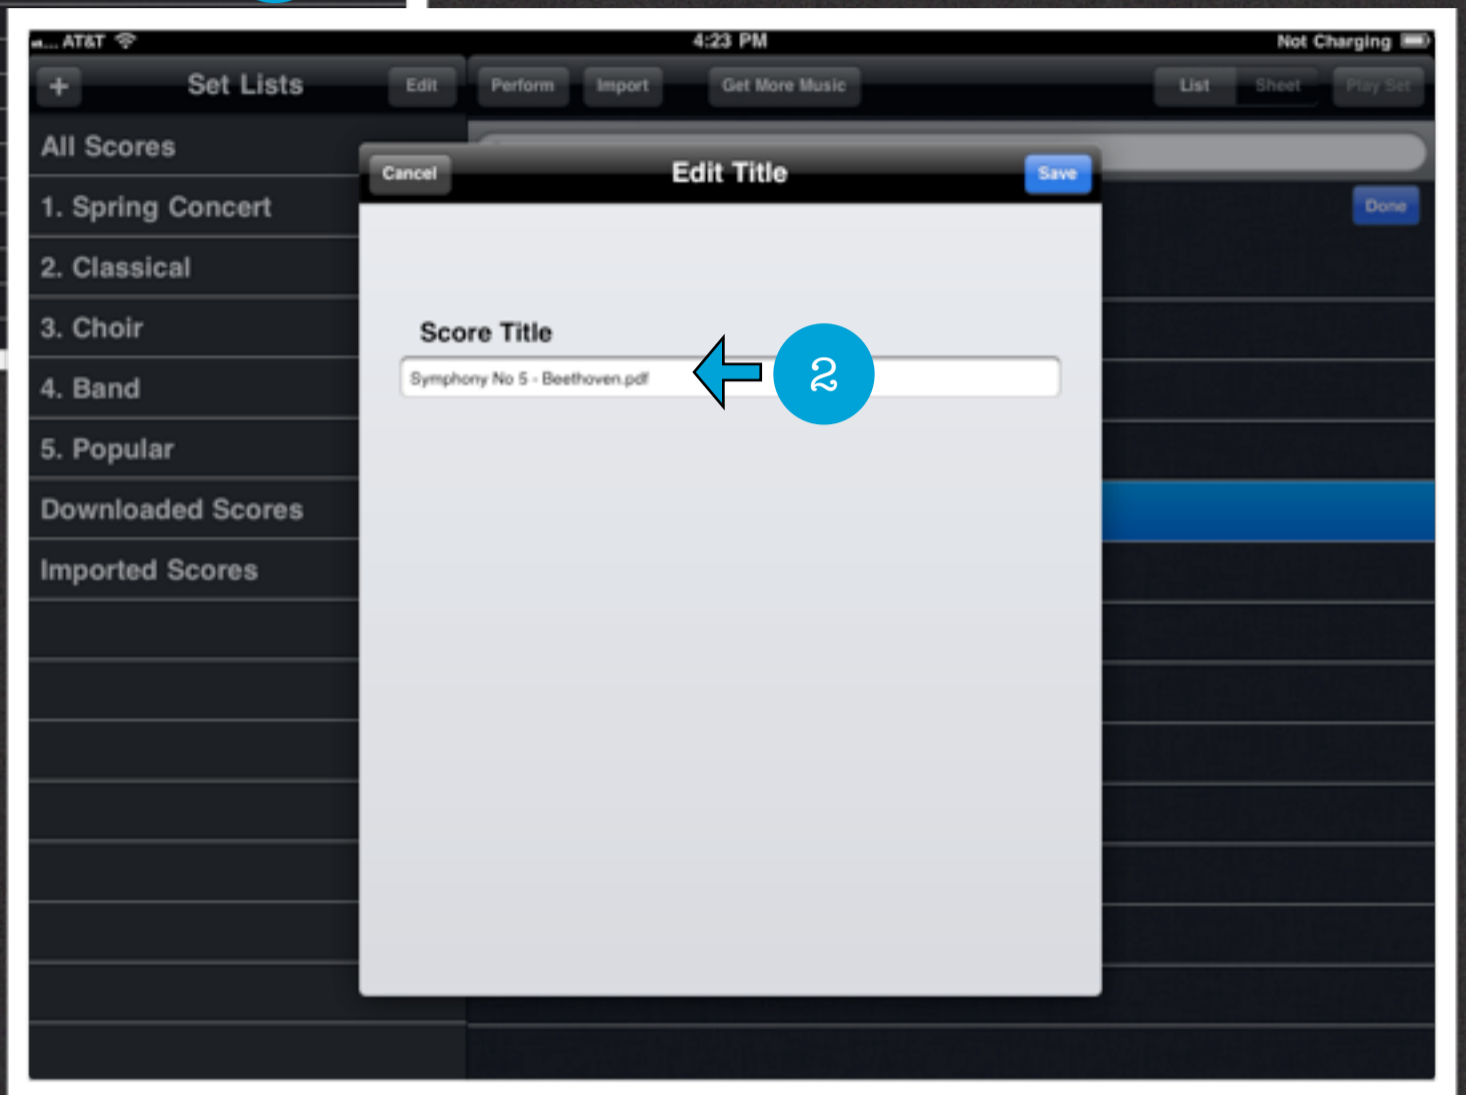 AT&T 4:23 PM Not Charging
+ Set Lists Edit Perform Import Get More Music List Sheet Play Set
All Scores
Cancel Edit Title Save
1. Spring Concert
Done
2. Classical
3. Choir
Score Title
Symphony No 5 - Beethoven.pdf
2
4. Band
5. Popular
Downloaded Scores
Imported Scores